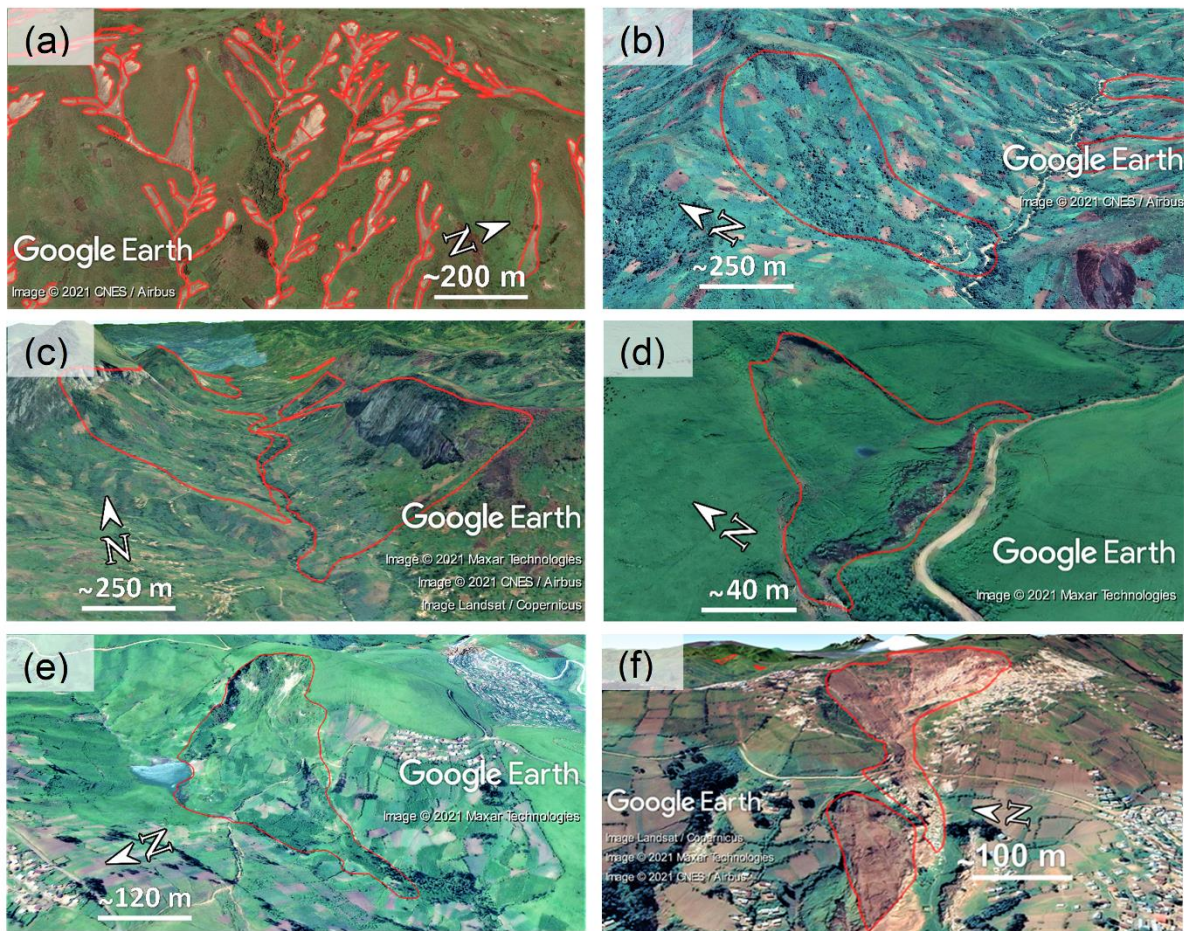 (a)
Google Earth
Image © 2021 CNES / Airbus
N
~200 m
(b)
Google Earth
Image © 2021 CNES / Airbus
N
~250 m
(c)
Google Earth
Image © 2021 Maxar Technologies
Image © 2021 CNES / Airbus
Image Landsat / Copernicus
N
~250 m
(d)
Google Earth
Image © 2021 Maxar Technologies
N
~40 m
(e)
Google Earth
Image © 2021 Maxar Technologies
N
~120 m
(f)
Google Earth
Image Landsat / Copernicus
Image © 2021 Maxar Technologies
Image © 2021 CNES / Airbus
N
~100 m